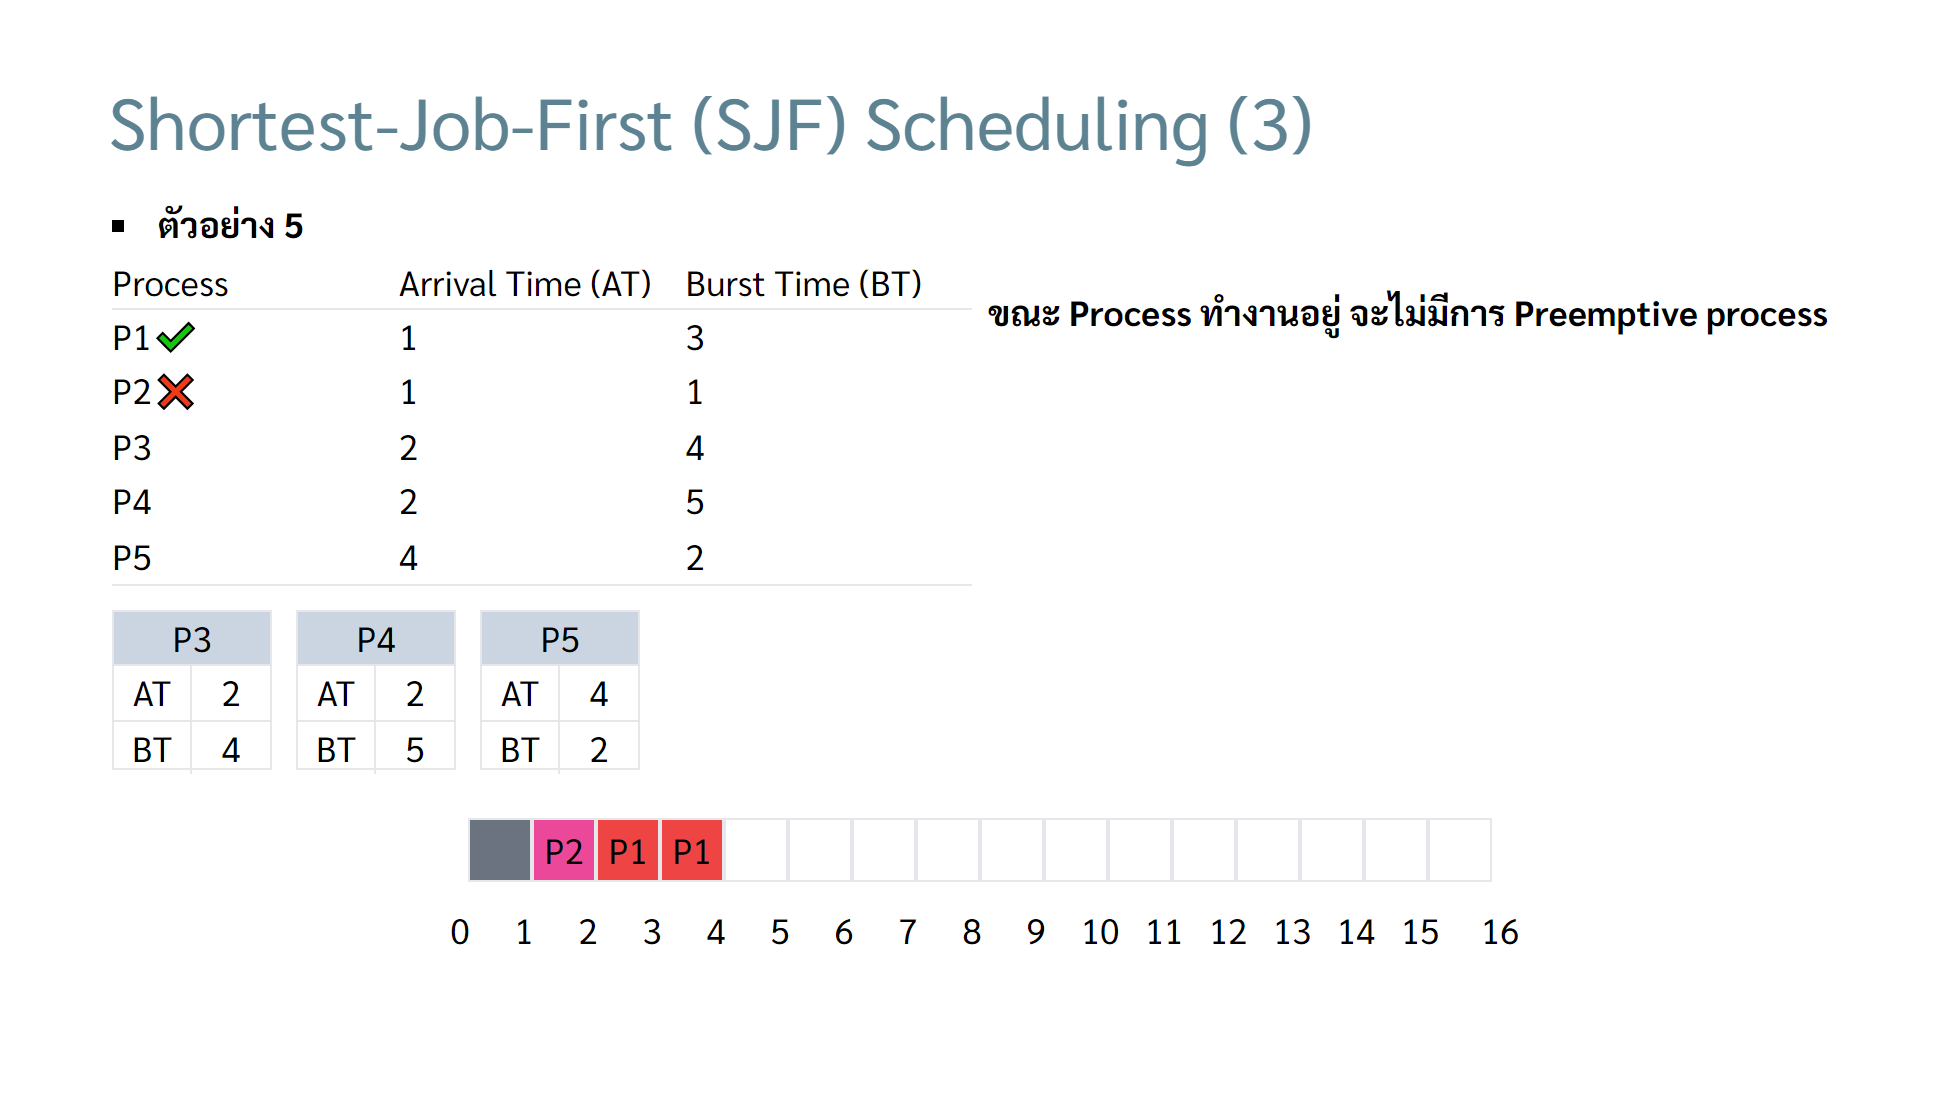 Shortest-Job-First (SJF) Scheduling (3)
▪ ตัวอย่าง 5
Process Arrival Time (AT) Burst Time (BT)
P1 1 3
P2 1 1
P3 2 4
P4 2 5
P5 4 2
ขณะ Process ทำงานอยู่ จะไม่มีการ Preemptive process
P3 P4 P5
AT 2 AT 2 AT 4
BT 4 BT 5 BT 2
P2 P1 P1
0 1 2 3 4 5 6 7 8 9 10 11 12 13 14 15 16